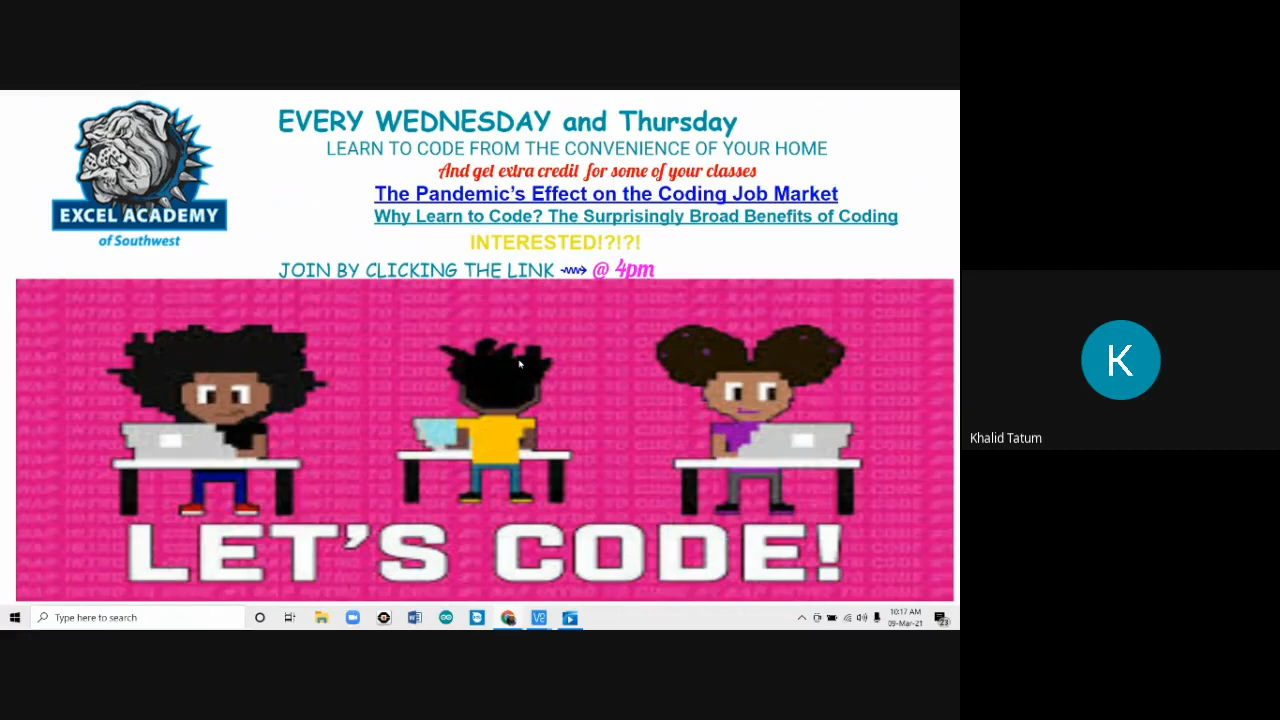 EVERY WEDNESDAY and Thursday
LEARN TO CODE FROM THE CONVENIENCE OF YOUR HOME
And get extra credit for some of your classes
The Pandemic's Effect on the Coding Job Market
Why Learn to Code? The Surprisingly Broad Benefits of Coding
INTERESTED!?!?!
JOIN BY CLICKING THE LINK ⇝ @ 4pm
EXCEL ACADEMY
of Southwest
LET'S CODE!
K
Khalid Tatum
Type here to search
10:17 AM
09-Mar-21
23